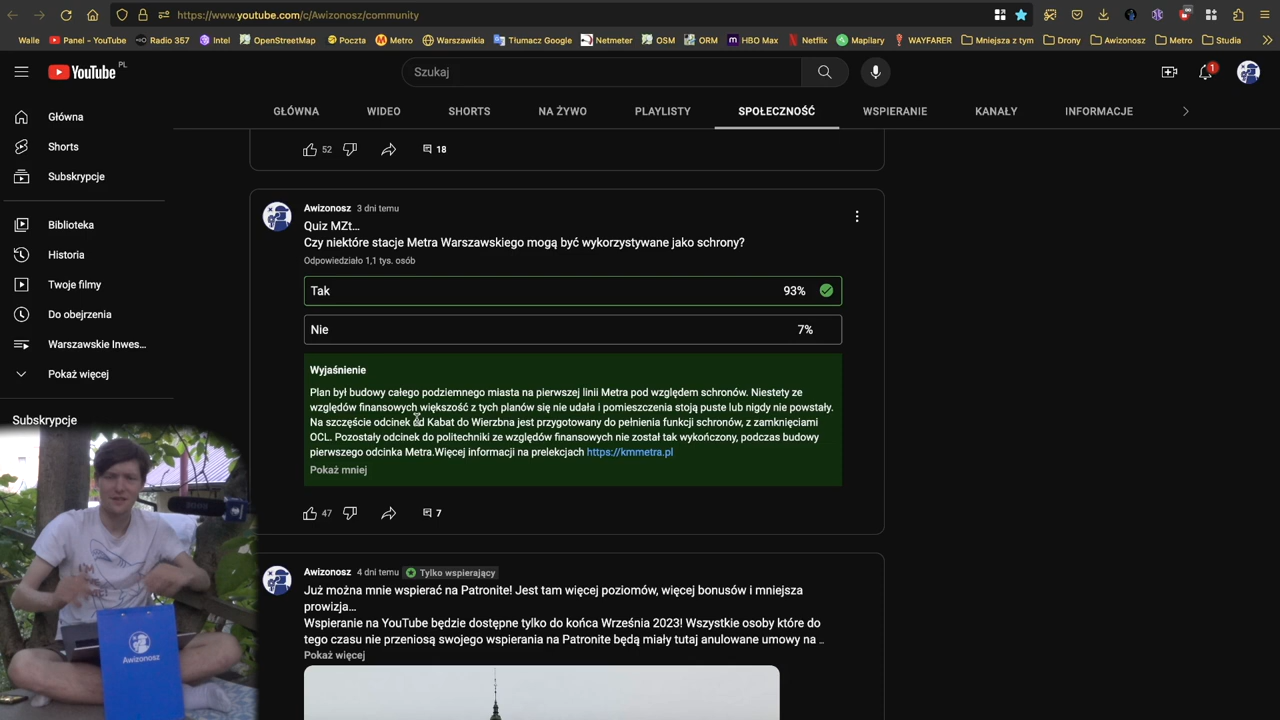 https://www.youtube.com/c/Awizonosz/community
Walle
Panel - YouTube
Radio 357
Intel
OpenStreetMap
Poczta
Metro
Warszawikia
Tłumacz Google
Netmeter
OSM
ORM
HBO Max
Netflix
Mapilary
WAYFARER
Mniejsza z tym
Drony
Awizonosz
Metro
Studia
YouTube PL
Szukaj
1
GŁÓWNA
WIDEO
SHORTS
NA ŻYWO
PLAYLISTY
SPOŁECZNOŚĆ
WSPIERANIE
KANAŁY
INFORMACJE
Główna
Shorts
Subskrypcje
Biblioteka
Historia
Twoje filmy
Do obejrzenia
Warszawskie Inwes...
Pokaż więcej
Subskrypcje
52
18
Awizonosz 3 dni temu
Quiz MZt...
Czy niektóre stacje Metra Warszawskiego mogą być wykorzystywane jako schrony?
Odpowiedziało 1,1 tys. osób
Tak 93%
Nie 7%
Wyjaśnienie
Plan był budowy całego podziemnego miasta na pierwszej linii Metra pod względem schronów. Niestety ze
względów finansowych większość z tych planów się nie udała i pomieszczenia stoją puste lub nigdy nie powstały.
Na szczęście odcinek od Kabat do Wierzbna jest przygotowany do pełnienia funkcji schronów, z zamknięciami
OCL. Pozostały odcinek do politechniki ze względów finansowych nie został tak wykończony, podczas budowy
pierwszego odcinka Metra.Więcej informacji na prelekcjach https://kmmetra.pl
Pokaż mniej
47
7
Awizonosz 4 dni temu Tylko wspierający
Już można mnie wspierać na Patronite! Jest tam więcej poziomów, więcej bonusów i mniejsza
prowizja...
Wspieranie na YouTube będzie dostępne tylko do końca Września 2023! Wszystkie osoby które do
tego czasu nie przeniosą swojego wspierania na Patronite będą miały tutaj anulowane umowy na ..
Pokaż więcej
Awizonosz